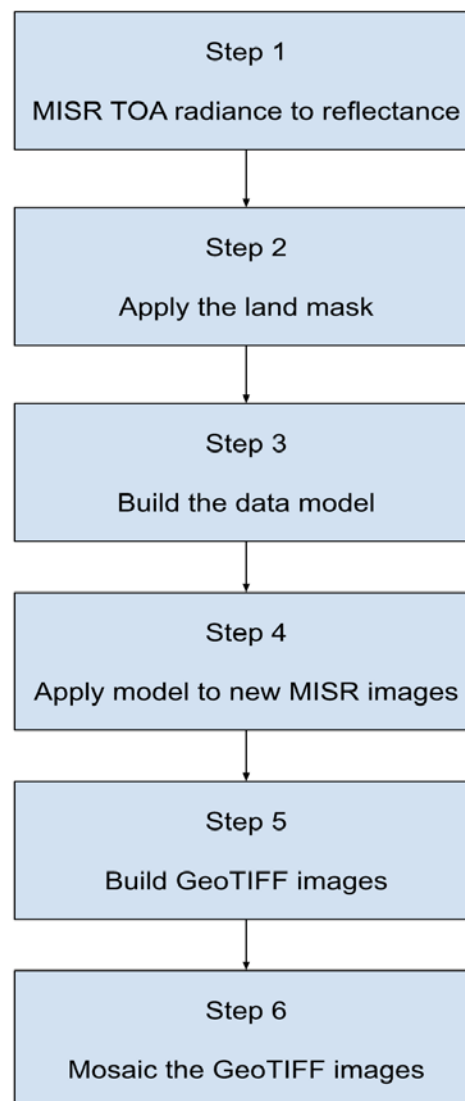 Step 1
MISR TOA radiance to reflectance
Step 2
Apply the land mask
Step 3
Build the data model
Step 4
Apply model to new MISR images
Step 5
Build GeoTIFF images
Step 6
Mosaic the GeoTIFF images